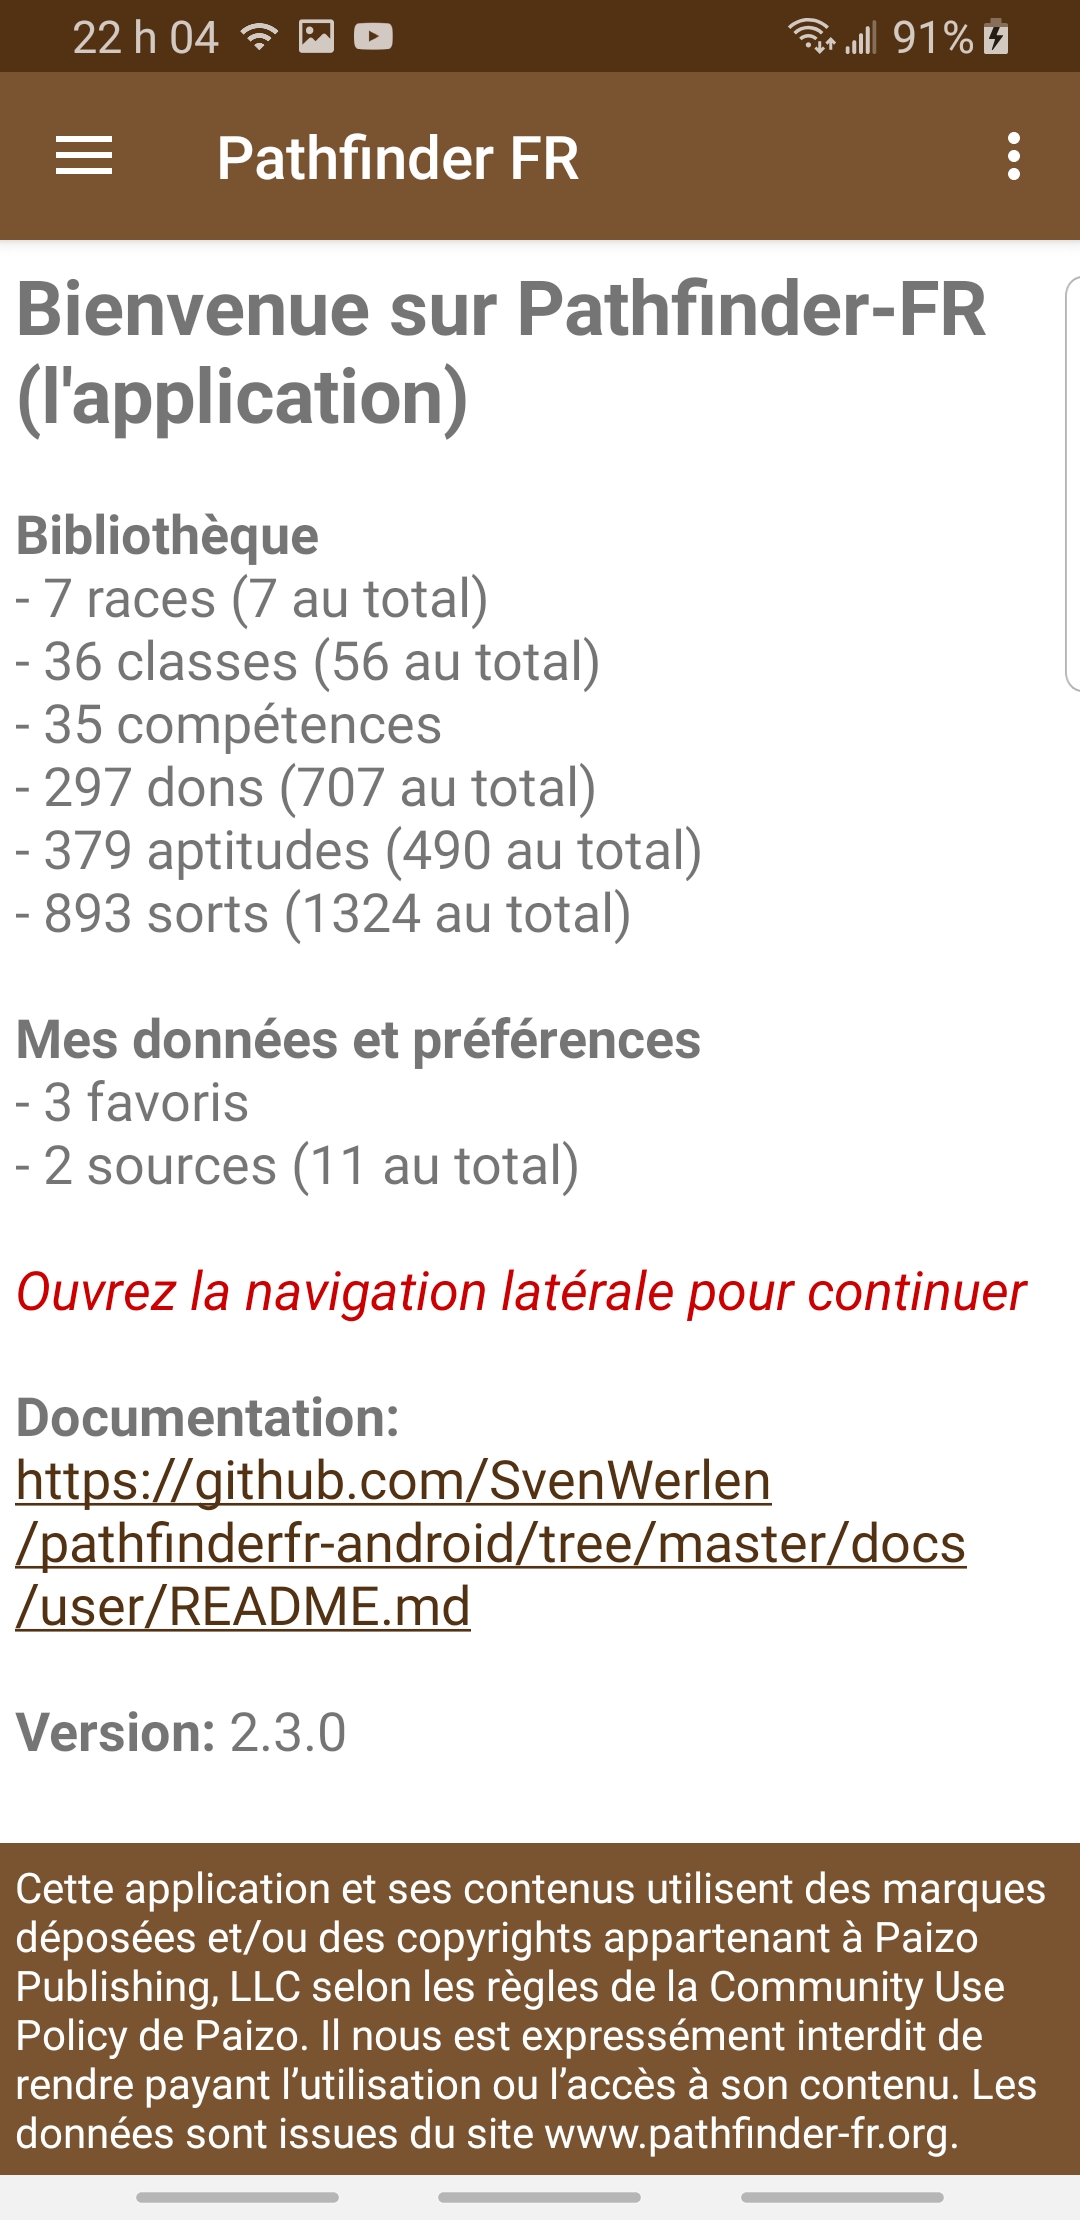 22 h 04
91%
Pathfinder FR
Bienvenue sur Pathfinder-FR
(l'application)
Bibliothèque
- 7 races (7 au total)
- 36 classes (56 au total)
- 35 compétences
- 297 dons (707 au total)
- 379 aptitudes (490 au total)
- 893 sorts (1324 au total)
Mes données et préférences
- 3 favoris
- 2 sources (11 au total)
Ouvrez la navigation latérale pour continuer
Documentation:
https://github.com/SvenWerlen
/pathfinderfr-android/tree/master/docs
/user/README.md
Version: 2.3.0
Cette application et ses contenus utilisent des marques
déposées et/ou des copyrights appartenant à Paizo
Publishing, LLC selon les règles de la Community Use
Policy de Paizo. Il nous est expressément interdit de
rendre payant l’utilisation ou l’accès à son contenu. Les
données sont issues du site www.pathfinder-fr.org.